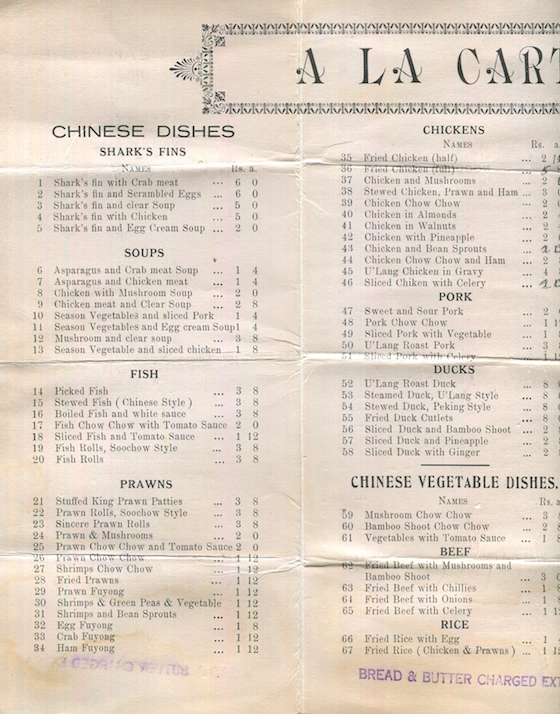 A LA CART
CHINESE DISHES
SHARK'S FINS
NAMES Rs. a.
1 Shark's fin with Crab meat ... 6 0
2 Shark's fin and Scrambled Eggs ... 6 0
3 Shark's fin and clear Soup ... 5 0
4 Shark's fin with Chicken ... 5 0
5 Shark's fin and Egg Cream Soup ... 2 0
SOUPS
6 Asparagus and Crab meat Soup ... 1 4
7 Asparagus and Chicken meat ... 1 4
8 Chicken with Mushroom Soup ... 2 0
9 Chicken meat and Clear Soup ... 2 8
10 Season Vegetables and sliced Pork 1 4
11 Season Vegetables and Egg cream Soup1 4
12 Mushroom and clear soup ... 3 8
13 Season Vegetable and sliced chicken 1 8
FISH
14 Picked Fish ... 3 8
15 Stewed Fish ( Chinese Style ) ... 3 8
16 Boiled Fish and white sauce ... 3 8
17 Fish Chow Chow with Tomato Sauce 2 0
18 Sliced Fish and Tomato Sauce ... 1 12
19 Fish Rolls, Soochow Style ... 3 8
20 Fish Rolls ... 3 8
PRAWNS
21 Stuffed King Prawn Patties ... 3 8
22 Prawn Rolls, Soochow Style ... 3 8
23 Sincere Prawn Rolls ... 3 8
24 Prawn & Mushrooms ... 2 0
25 Prawn Chow Chow and Tomato Sauce 2 0
26 Prawn Chow Chow ... 1 12
27 Shrimps Chow Chow ... 1 12
28 Fried Prawns ... 1 12
29 Prawn Fuyong ... 1 12
30 Shrimps & Green Peas & Vegetable 1 12
31 Shrimps and Bean Sprouts ... 1 12
32 Egg Fuyong ... 1 8
33 Crab Fuyong ... 1 12
34 Ham Fuyong ... 1 12
CHICKENS
NAMES Rs. a.
35 Fried Chicken (half) ... 2
36 Fried Chicken (full) ...
37 Chicken and Mushrooms ... 2
38 Stewed Chicken, Prawn and Ham ... 3
39 Chicken Chow Chow ... 2
40 Chicken in Almonds ... 2
41 Chicken in Walnuts ... 2
42 Chicken with Pineapple ... 2
43 Chicken and Bean Sprouts ...
44 Chicken Chow Chow and Ham ... 2
45 U'Lang Chicken in Gravy ... 4
46 Sliced Chiken with Celery ...
PORK
47 Sweet and Sour Pork ... 2
48 Pork Chow Chow ... 1
49 Sliced Pork with Vegetable ... 1
50 U'Lang Roast Pork ... 3
51 Sliced Pork with Celery ... 1
DUCKS
52 U'Lang Roast Duck ... 8
53 Steamed Duck, U'Lang Style ... 8
54 Stewed Duck, Peking Style ... 8
55 Fried Duck Cutlets ... 8
56 Sliced Duck and Bamboo Shoot ... 2
57 Sliced Duck and Pineapple ... 2
58 Sliced Duck with Ginger ... 2
CHINESE VEGETABLE DISHES.
NAMES Rs.
59 Mushroom Chow Chow ... 3
60 Bamboo Shoot Chow Chow ... 2
61 Vegetables with Tomato Sauce ... 1
BEEF
62 Fried Beef with Mushrooms and
Bamboo Shoot ... 3
63 Fried Beef with Chillies ... 1
64 Fried Beef with Onions ... 1
65 Fried Beef with Celery ... 1
RICE
66 Fried Rice with Egg ... 1
67 Fried Rice ( Chicken & Prawns ) ... 1
BREAD & BUTTER CHARGED EXT